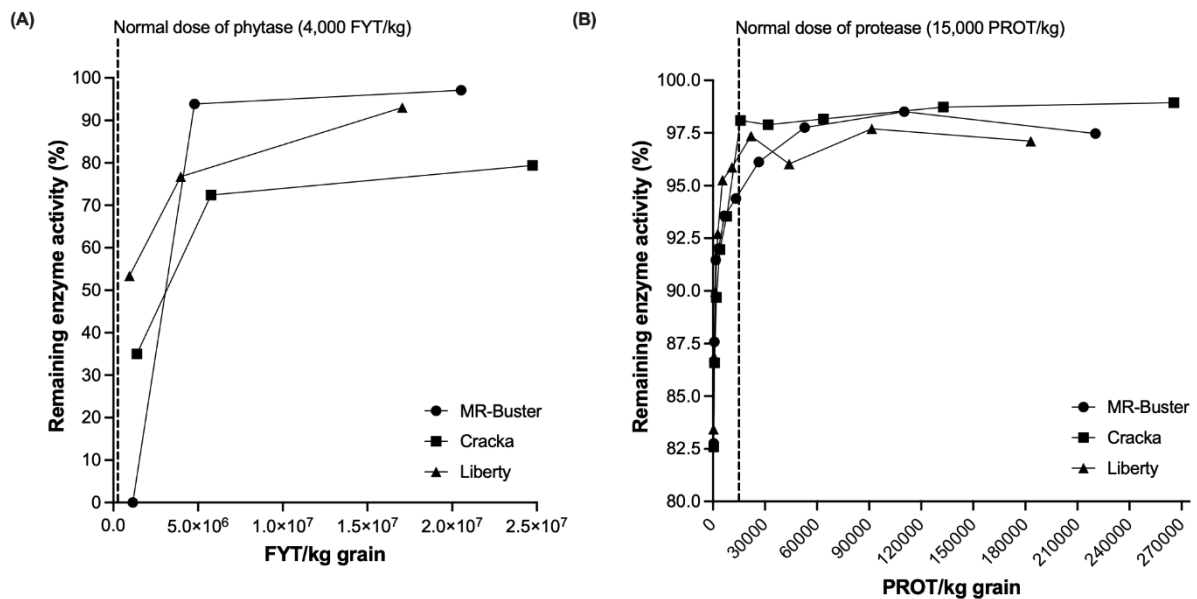 (A)
Normal dose of phytase (4,000 FYT/kg)
100
90
80
70
60
50
40
30
20
10
0
Remaining enzyme activity (%)
MR-Buster
Cracka
Liberty
0.0 5.0×10⁶ 1.0×10⁷ 1.5×10⁷ 2.0×10⁷ 2.5×10⁷
FYT/kg grain
(B)
Normal dose of protease (15,000 PROT/kg)
100.0
97.5
95.0
92.5
90.0
87.5
85.0
82.5
80.0
Remaining enzyme activity (%)
MR-Buster
Cracka
Liberty
0 30000 60000 90000 120000 150000 180000 210000 240000 270000
PROT/kg grain